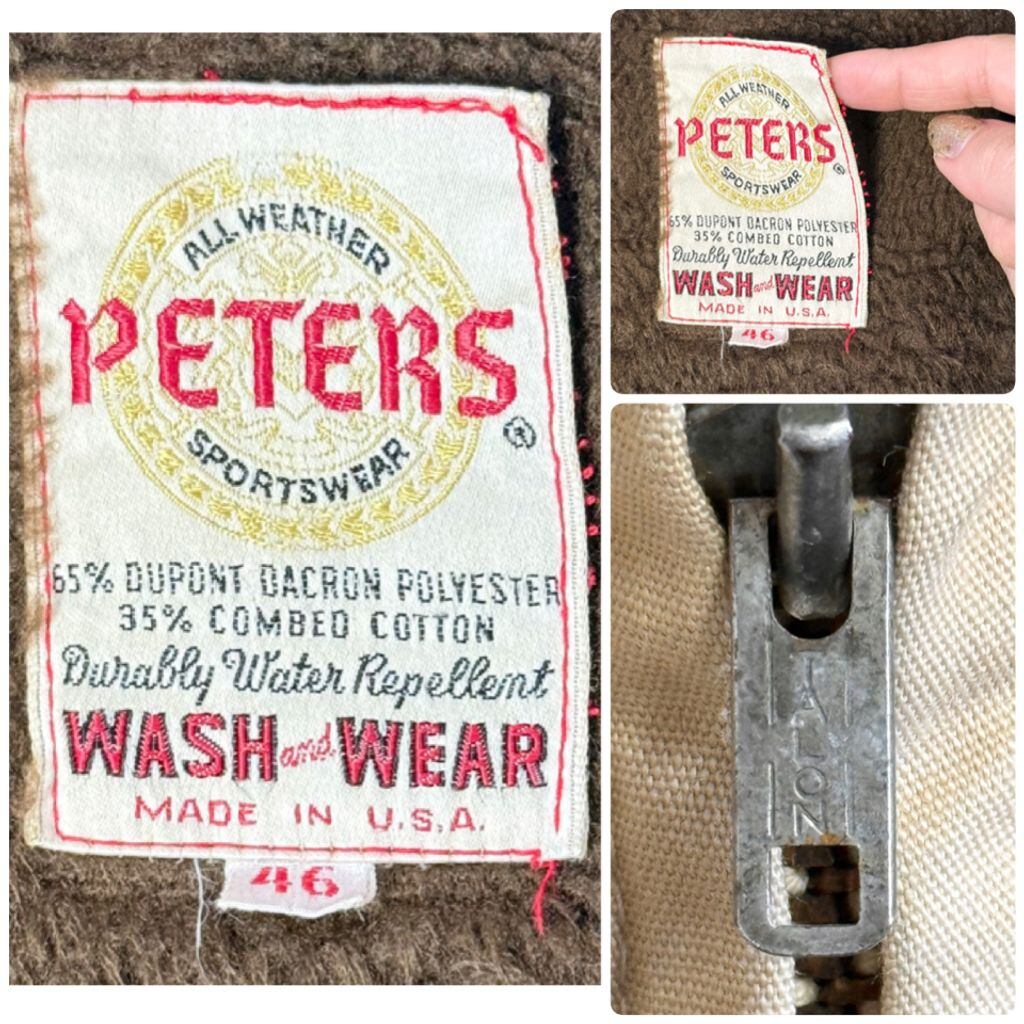 ALL WEATHER
PETERS
SPORTSWEAR
®
65% DUPONT DACRON POLYESTER
35% COMBED COTTON
Durably Water Repellent
WASH and WEAR
MADE IN U.S.A.
46
ALL WEATHER
PETERS
SPORTSWEAR
®
65% DUPONT DACRON POLYESTER
35% COMBED COTTON
Durably Water Repellent
WASH and WEAR
MADE IN U.S.A.
46
TALON